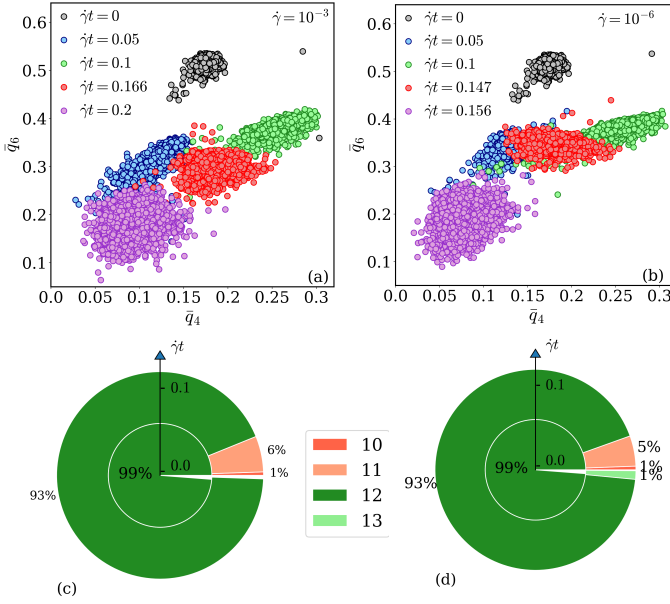 γ̇t = 0
γ̇t = 0.05
γ̇t = 0.1
γ̇t = 0.166
γ̇t = 0.2
γ̇ = 10⁻³
0.6
0.5
0.4
0.3
0.2
0.1
q̄₆
0.0
0.05
0.1
0.15
0.2
0.25
0.3
q̄₄
(a)
γ̇t = 0
γ̇t = 0.05
γ̇t = 0.1
γ̇t = 0.147
γ̇t = 0.156
γ̇ = 10⁻⁶
0.6
0.5
0.4
0.3
0.2
0.1
q̄₆
0.0
0.05
0.1
0.15
0.2
0.25
0.3
q̄₄
(b)
γ̇t
0.1
0.0
99%
93%
6%
1%
(c)
10
11
12
13
γ̇t
0.1
0.0
99%
93%
5%
1%
1%
(d)